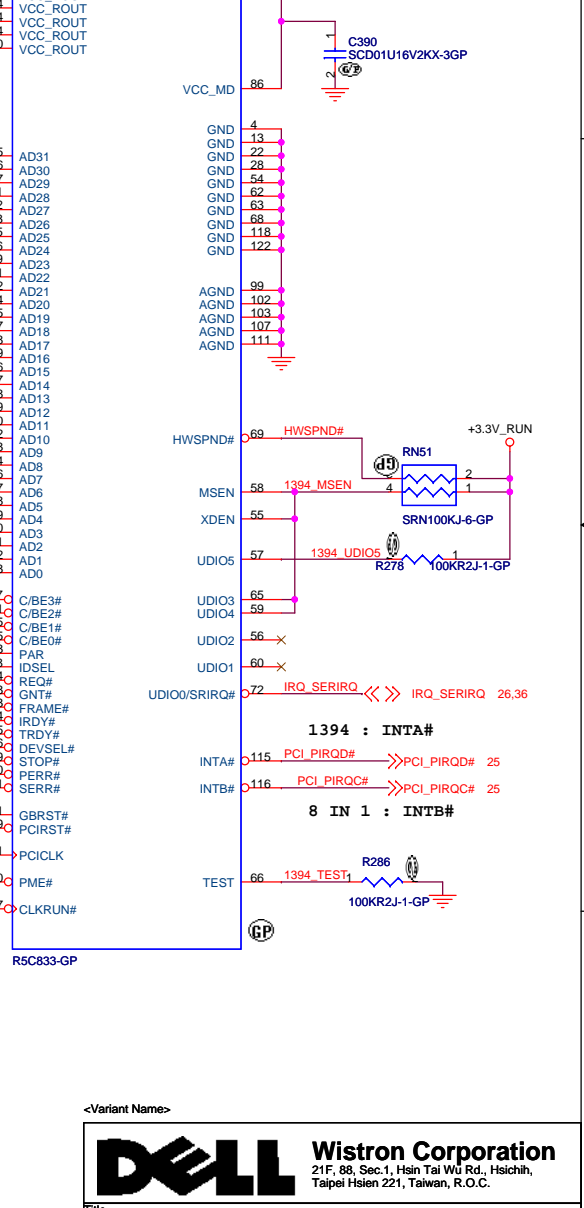 VCC_ROUT
VCC_ROUT
VCC_ROUT
VCC_ROUT
1
C390
SCD01U16V2KX-3GP
2
G/P
VCC_MD 86
GND 4
GND 13
AD31 GND 22
AD30 GND 28
AD29 GND 54
AD28 GND 62
AD27 GND 63
AD26 GND 68
AD25 GND 118
AD24 GND 122
AD23
AD22
AD21 AGND 99
AD20 AGND 102
AD19 AGND 103
AD18 AGND 107
AD17 AGND 111
AD16
AD15
AD14
AD13
AD12
AD11
AD10 HWSPND# 69 HWSPND# +3.3V_RUN
AD9 RN51
AD8 GP
AD7 2
AD6 MSEN 58 1394_MSEN 4 1
AD5
AD4 XDEN 55 SRN100KJ-6-GP
AD3
AD2
AD1 UDIO5 57 1394_UDIO5 1
AD0 R278 100KR2J-1-GP
C/BE3# UDIO3 65
C/BE2# UDIO4 59
C/BE1#
C/BE0# UDIO2 56
PAR
IDSEL UDIO1 60
REQ#
GNT# UDIO0/SRIRQ# 72 IRQ_SERIRQ IRQ_SERIRQ 26,36
FRAME#
IRDY# 1394 : INTA#
TRDY#
DEVSEL#
STOP# INTA# 115 PCI_PIRQD# PCI_PIRQD# 25
PERR#
SERR# INTB# 116 PCI_PIRQC# PCI_PIRQC# 25
8 IN 1 : INTB#
GBRST#
PCIRST#
PCICLK R286
PME# TEST 66 1394_TEST 1
100KR2J-1-GP
CLKRUN#
GP
R5C833-GP
<Variant Name>
DELL
Wistron Corporation
21F, 88, Sec.1, Hsin Tai Wu Rd., Hsichih,
Taipei Hsien 221, Taiwan, R.O.C.
Title